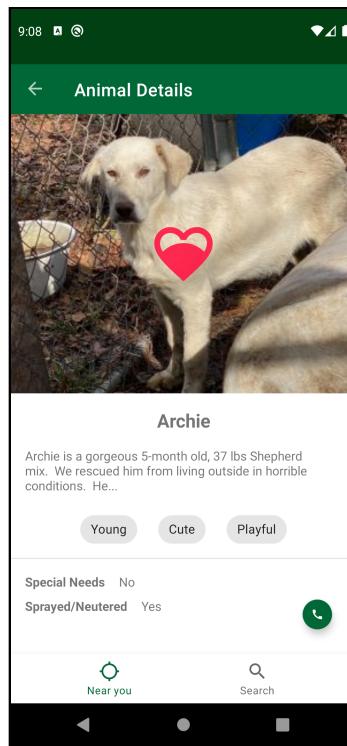 9:08 A
Animal Details
Archie
Archie is a gorgeous 5-month old, 37 lbs Shepherd
mix. We rescued him from living outside in horrible
conditions. He...
Young Cute Playful
Special Needs No
Sprayed/Neutered Yes
Near you Search